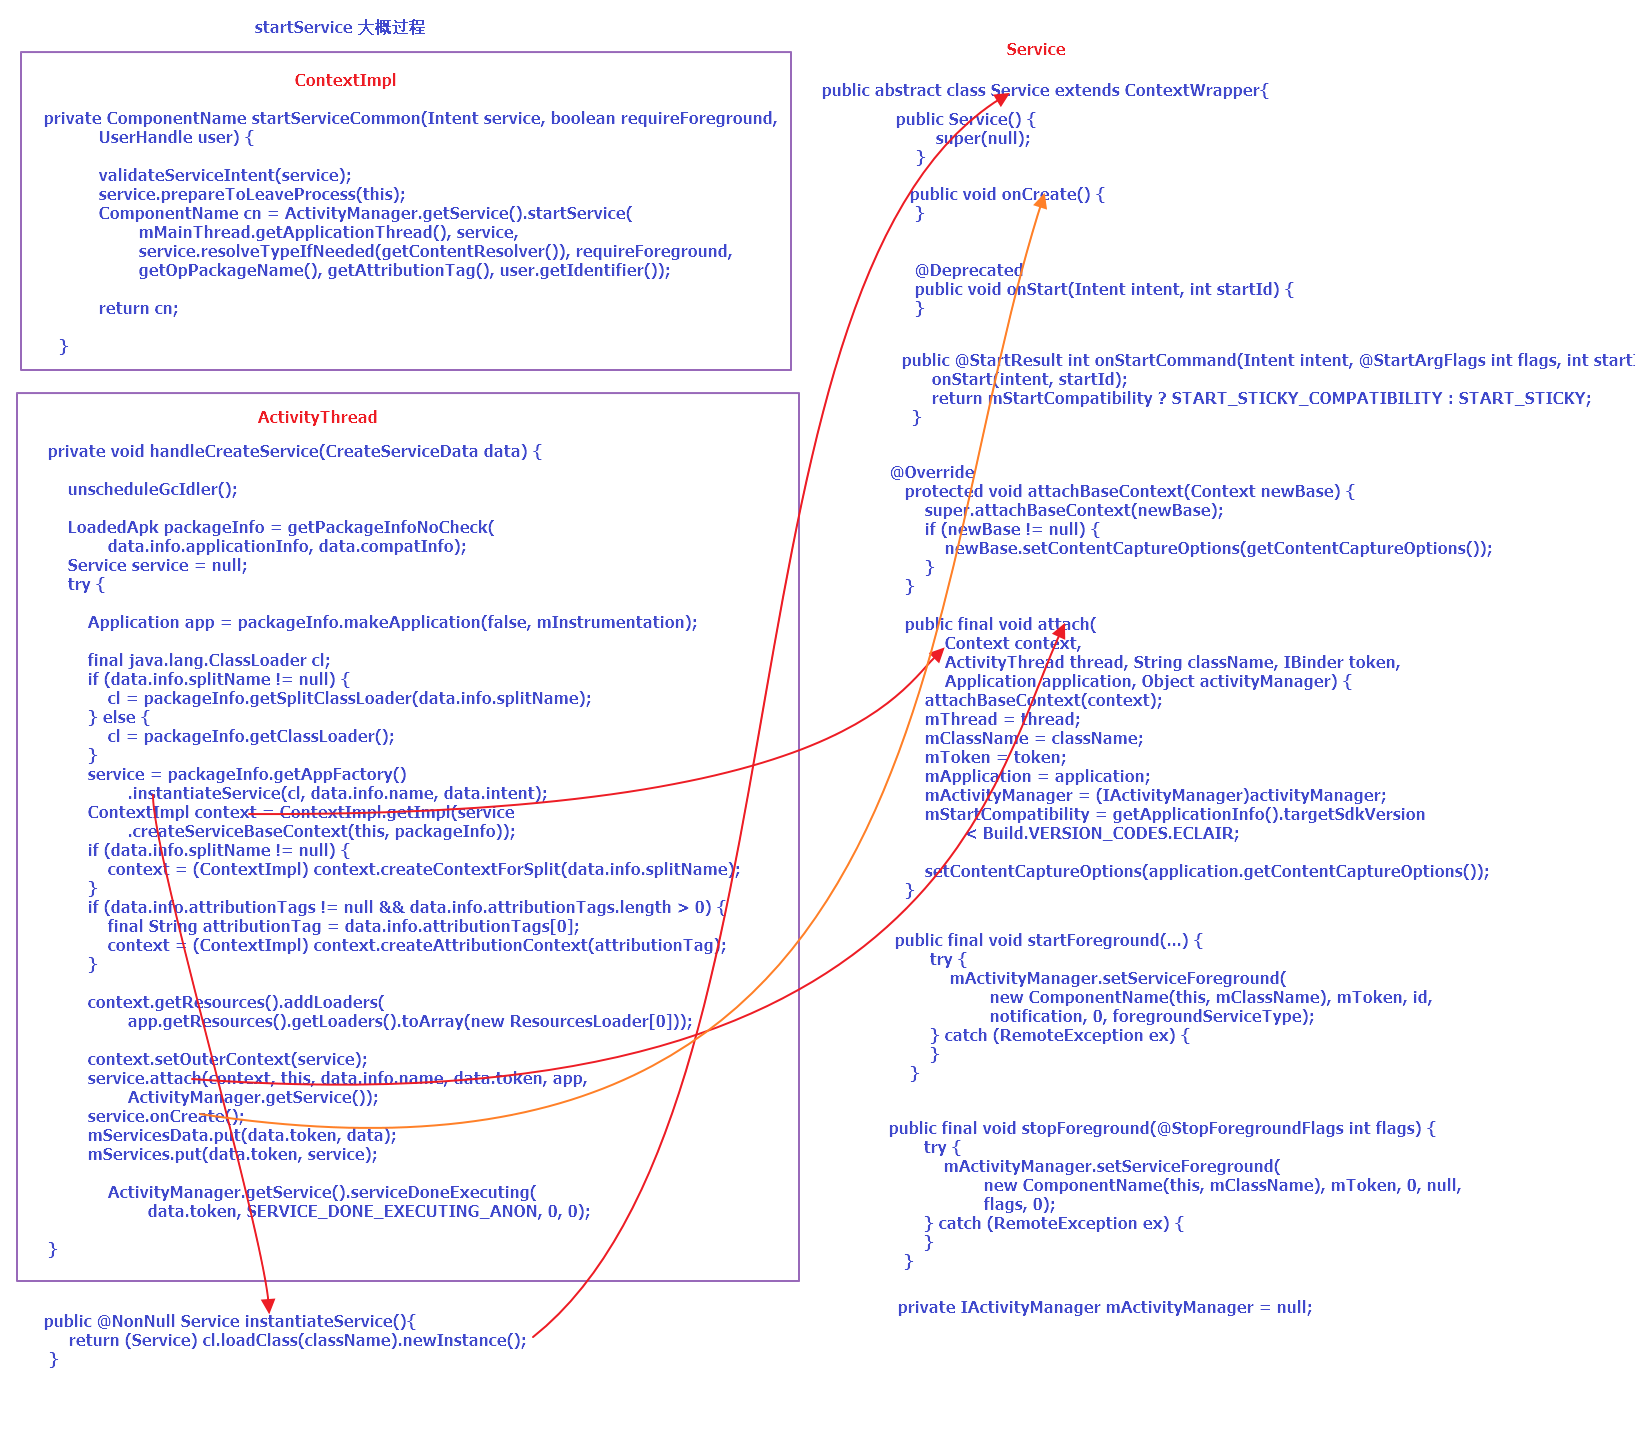 startService 大概过程
ContextImpl
private ComponentName startServiceCommon(Intent service, boolean requireForeground,
UserHandle user) {
validateServiceIntent(service);
service.prepareToLeaveProcess(this);
ComponentName cn = ActivityManager.getService().startService(
mMainThread.getApplicationThread(), service,
service.resolveTypeIfNeeded(getContentResolver()), requireForeground,
getOpPackageName(), getAttributionTag(), user.getIdentifier());
return cn;
}
ActivityThread
private void handleCreateService(CreateServiceData data) {
unscheduleGcIdler();
LoadedApk packageInfo = getPackageInfoNoCheck(
data.info.applicationInfo, data.compatInfo);
Service service = null;
try {
Application app = packageInfo.makeApplication(false, mInstrumentation);
final java.lang.ClassLoader cl;
if (data.info.splitName != null) {
cl = packageInfo.getSplitClassLoader(data.info.splitName);
} else {
cl = packageInfo.getClassLoader();
}
service = packageInfo.getAppFactory()
.instantiateService(cl, data.info.name, data.intent);
ContextImpl context = ContextImpl.getImpl(service
.createServiceBaseContext(this, packageInfo));
if (data.info.splitName != null) {
context = (ContextImpl) context.createContextForSplit(data.info.splitName);
}
if (data.info.attributionTags != null && data.info.attributionTags.length > 0) {
final String attributionTag = data.info.attributionTags[0];
context = (ContextImpl) context.createAttributionContext(attributionTag);
}
context.getResources().addLoaders(
app.getResources().getLoaders().toArray(new ResourcesLoader[0]));
context.setOuterContext(service);
service.attach(context, this, data.info.name, data.token, app,
ActivityManager.getService());
service.onCreate();
mServicesData.put(data.token, data);
mServices.put(data.token, service);
ActivityManager.getService().serviceDoneExecuting(
data.token, SERVICE_DONE_EXECUTING_ANON, 0, 0);
}
public @NonNull Service instantiateService(){
return (Service) cl.loadClass(className).newInstance();
}
Service
public abstract class Service extends ContextWrapper{
public Service() {
super(null);
}
public void onCreate() {
}
@Deprecated
public void onStart(Intent intent, int startId) {
}
public @StartResult int onStartCommand(Intent intent, @StartArgFlags int flags, int startI
onStart(intent, startId);
return mStartCompatibility ? START_STICKY_COMPATIBILITY : START_STICKY;
}
@Override
protected void attachBaseContext(Context newBase) {
super.attachBaseContext(newBase);
if (newBase != null) {
newBase.setContentCaptureOptions(getContentCaptureOptions());
}
}
public final void attach(
Context context,
ActivityThread thread, String className, IBinder token,
Application application, Object activityManager) {
attachBaseContext(context);
mThread = thread;
mClassName = className;
mToken = token;
mApplication = application;
mActivityManager = (IActivityManager)activityManager;
mStartCompatibility = getApplicationInfo().targetSdkVersion
< Build.VERSION_CODES.ECLAIR;
setContentCaptureOptions(application.getContentCaptureOptions());
}
public final void startForeground(...) {
try {
mActivityManager.setServiceForeground(
new ComponentName(this, mClassName), mToken, id,
notification, 0, foregroundServiceType);
} catch (RemoteException ex) {
}
}
public final void stopForeground(@StopForegroundFlags int flags) {
try {
mActivityManager.setServiceForeground(
new ComponentName(this, mClassName), mToken, 0, null,
flags, 0);
} catch (RemoteException ex) {
}
}
private IActivityManager mActivityManager = null;